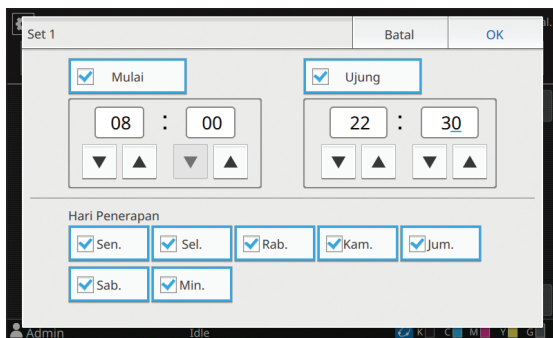 Set 1 Batal OK
Mulai Ujung
08 : 00 22 : 30
Hari Penerapan
Sen. Sel. Rab. Kam. Jum.
Sab. Min.
Admin Idle K C M Y G